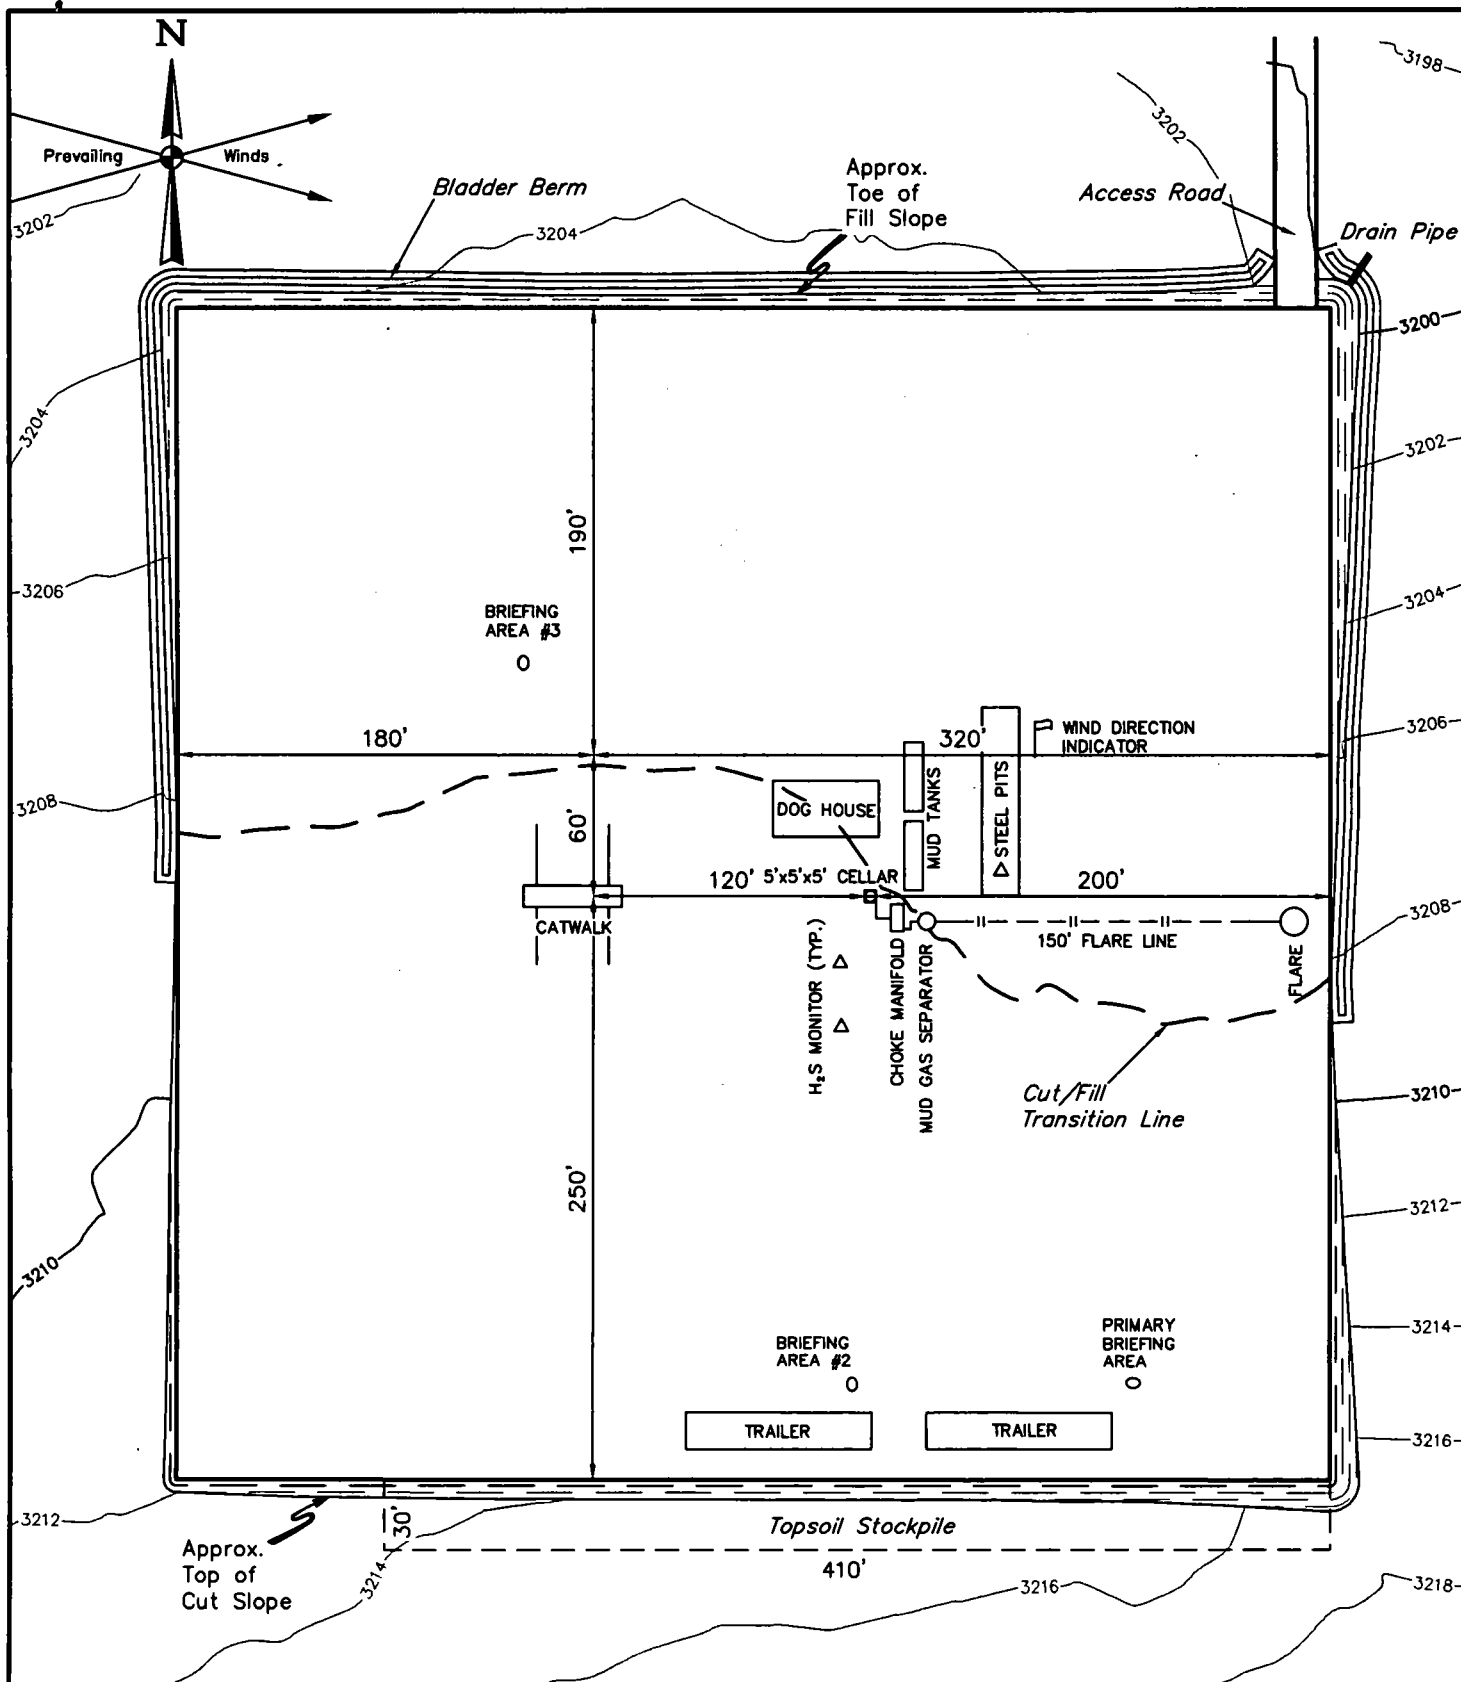 N
3198
3202
Prevailing
Winds
Approx.
Toe of
Fill Slope
Bladder Berm
Access Road
3202
3204
Drain Pipe
3200
3204
3202
190'
3206
BRIEFING
AREA #3
O
3204
180'
320'
WIND DIRECTION
INDICATOR
3206
3208
60'
DOG HOUSE
MUD TANKS
STEEL PITS
120'
5'x5'x5' CELLAR
200'
3208
CATWALK
150' FLARE LINE
FLARE
H₂S MONITOR (TYP.)
CHOKE MANIFOLD
MUD GAS SEPARATOR
Cut/Fill
Transition Line
3210
250'
3212
3210
PRIMARY
BRIEFING
AREA
3214
BRIEFING
AREA #2
O
O
TRAILER
TRAILER
3216
3212
30'
Topsoil Stockpile
410'
Approx.
Top of
Cut Slope
3214
3216
3218